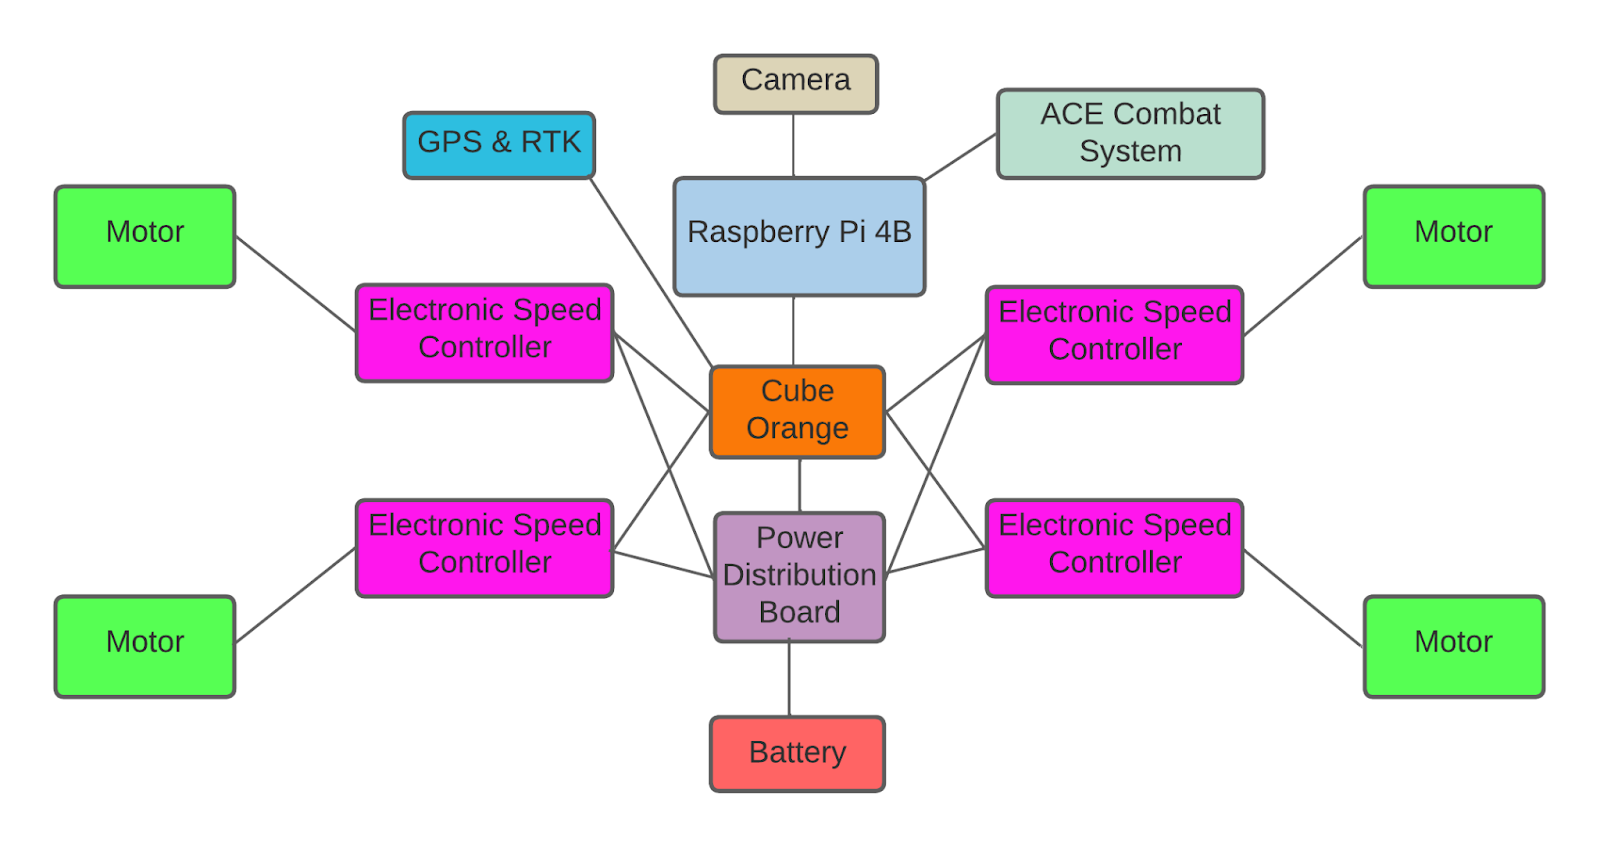 Camera
ACE Combat
System
GPS & RTK
Motor
Raspberry Pi 4B
Motor
Electronic Speed
Controller
Electronic Speed
Controller
Cube
Orange
Electronic Speed
Controller
Power
Distribution
Board
Electronic Speed
Controller
Motor
Motor
Battery